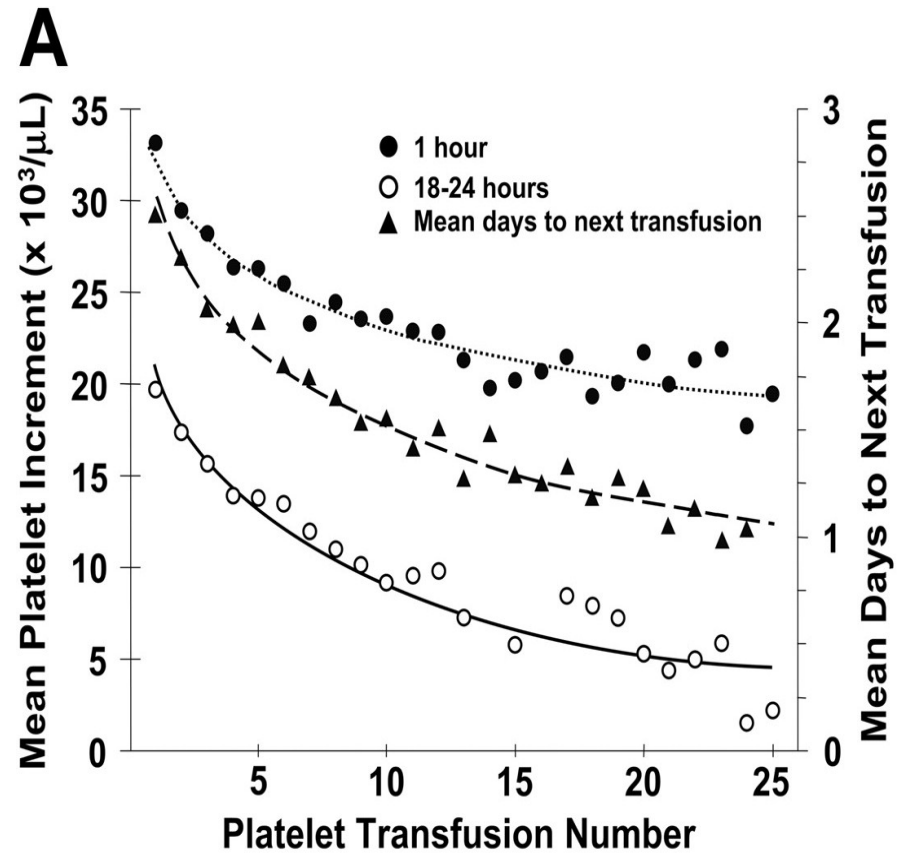 A
Mean Platelet Increment (x 10³/µL)
35
30
25
20
15
10
5
0
1 hour
18-24 hours
Mean days to next transfusion
3
2
1
0
Mean Days to Next Transfusion
5
10
15
20
25
Platelet Transfusion Number